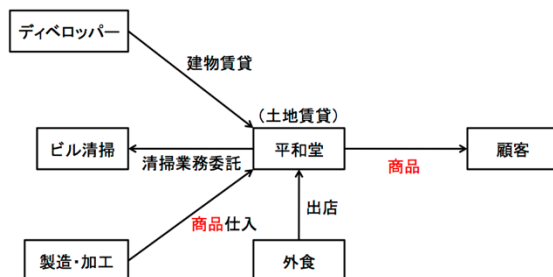 ディベロッパー
建物賃貸
(土地賃貸)
ビル清掃
平和堂
顧客
清掃業務委託
商品
商品仕入
出店
製造・加工
外食